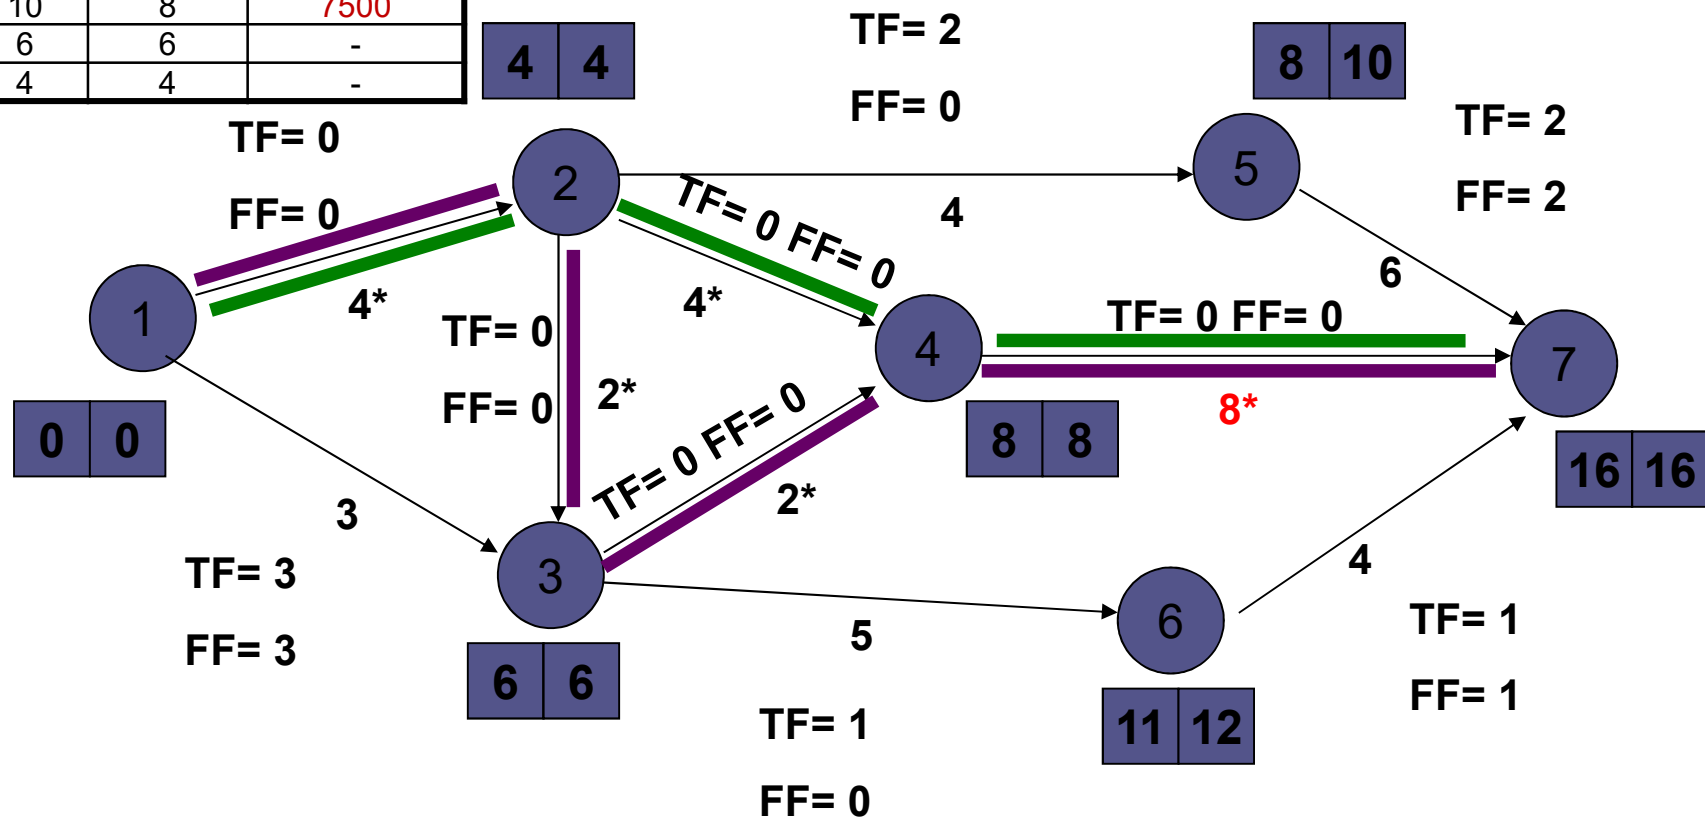 10 8 7500
6 6 -
4 4 -
4 4
TF= 2
FF= 0
8 10
TF= 2
FF= 2
TF= 0
FF= 0
2
5
4
TF= 0 FF= 0
4*
4*
6
1
TF= 0
FF= 0
2*
4
TF= 0 FF= 0
8*
7
0 0
8 8
16 16
TF= 0 FF= 0
2*
3
TF= 3
FF= 3
3
5
6
4
TF= 1
FF= 1
6 6
11 12
TF= 1
FF= 0